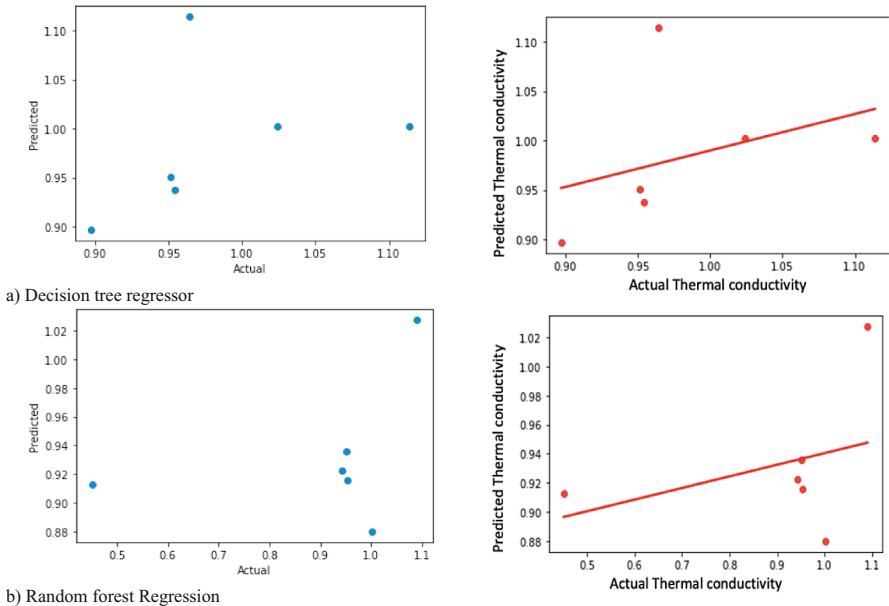 1.10
1.05
1.00
0.95
0.90
Predicted
0.90 0.95 1.00 1.05 1.10
Actual
1.10
1.05
1.00
0.95
0.90
Predicted Thermal conductivity
0.90 0.95 1.00 1.05 1.10
Actual Thermal conductivity
a) Decision tree regressor
1.02
1.00
0.98
0.96
0.94
0.92
0.90
0.88
Predicted
0.5 0.6 0.7 0.8 0.9 1.0 1.1
Actual
1.02
1.00
0.98
0.96
0.94
0.92
0.90
0.88
Predicted Thermal conductivity
0.5 0.6 0.7 0.8 0.9 1.0 1.1
Actual Thermal conductivity
b) Random forest Regression